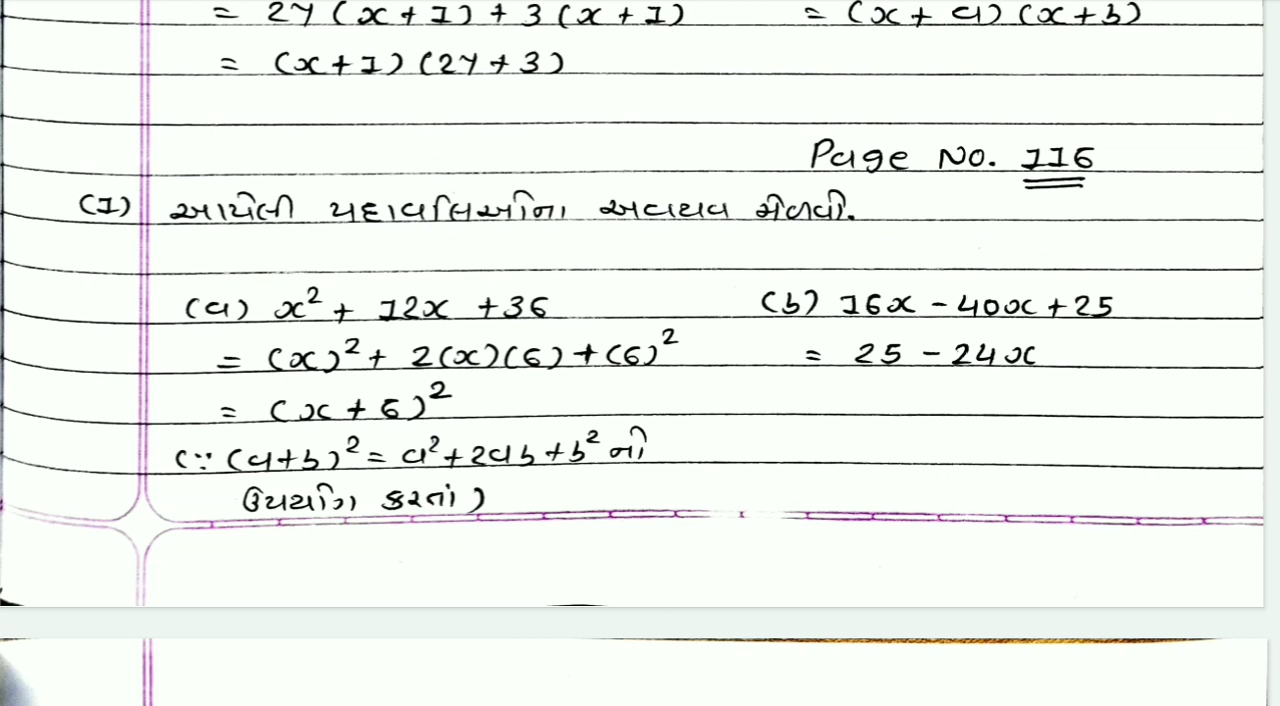 = 2y (x + 1) + 3 (x + 1) = (x + a) (x + b)
= (x + 1) (2y + 3)
Page No. 116
(1) આપેલી પદાવલિઓના અવયવ મેળવો.
(a) x² + 12x + 36 (b) 16x - 40x + 25
= (x)² + 2(x)(6) + (6)² = 25 - 24x
= (x + 6)²
(∵ (a+b)² = a² + 2ab + b² નો
ઉપયોગ કરતાં)